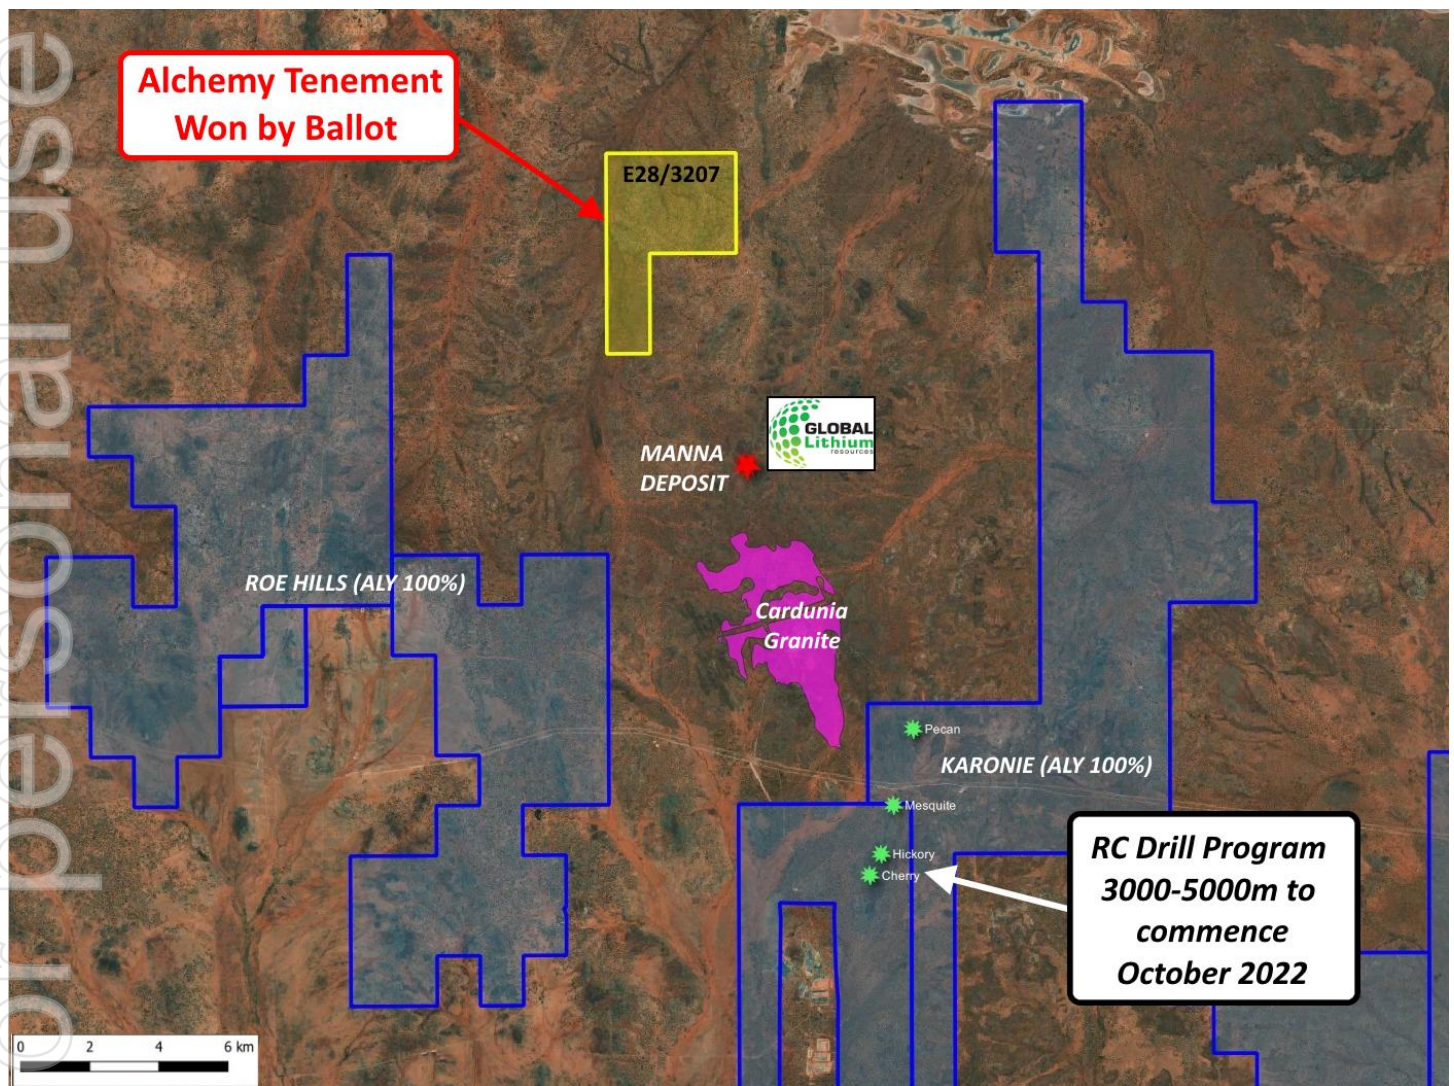 or personal use
Alchemy Tenement
Won by Ballot
E28/3207
GLOBAL
Lithium
resources
MANNA
DEPOSIT
ROE HILLS (ALY 100%)
Cardunia
Granite
Pecan
KARONIE (ALY 100%)
Mesquite
Hickory
Cherry
RC Drill Program
3000-5000m to
commence
October 2022
0 2 4 6 km